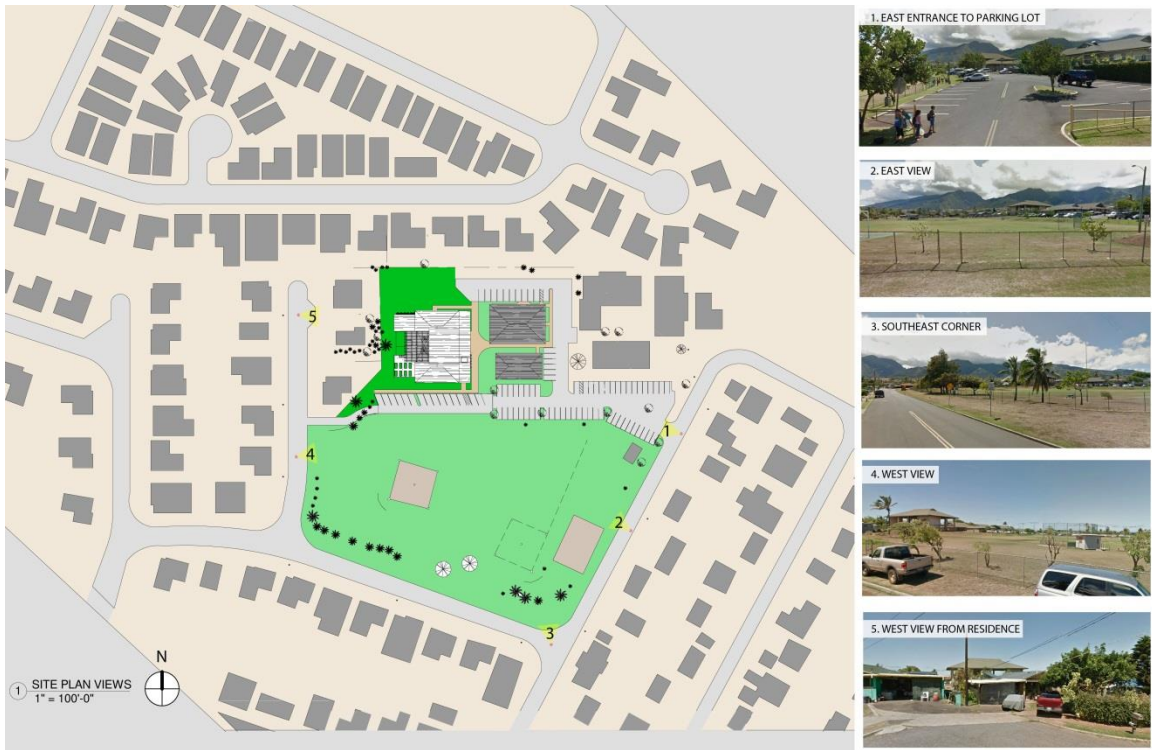 1. EAST ENTRANCE TO PARKING LOT
2. EAST VIEW
3. SOUTHEAST CORNER
4. WEST VIEW
5. WEST VIEW FROM RESIDENCE
5
1
4
2
3
N
1 SITE PLAN VIEWS
1" = 100'-0"